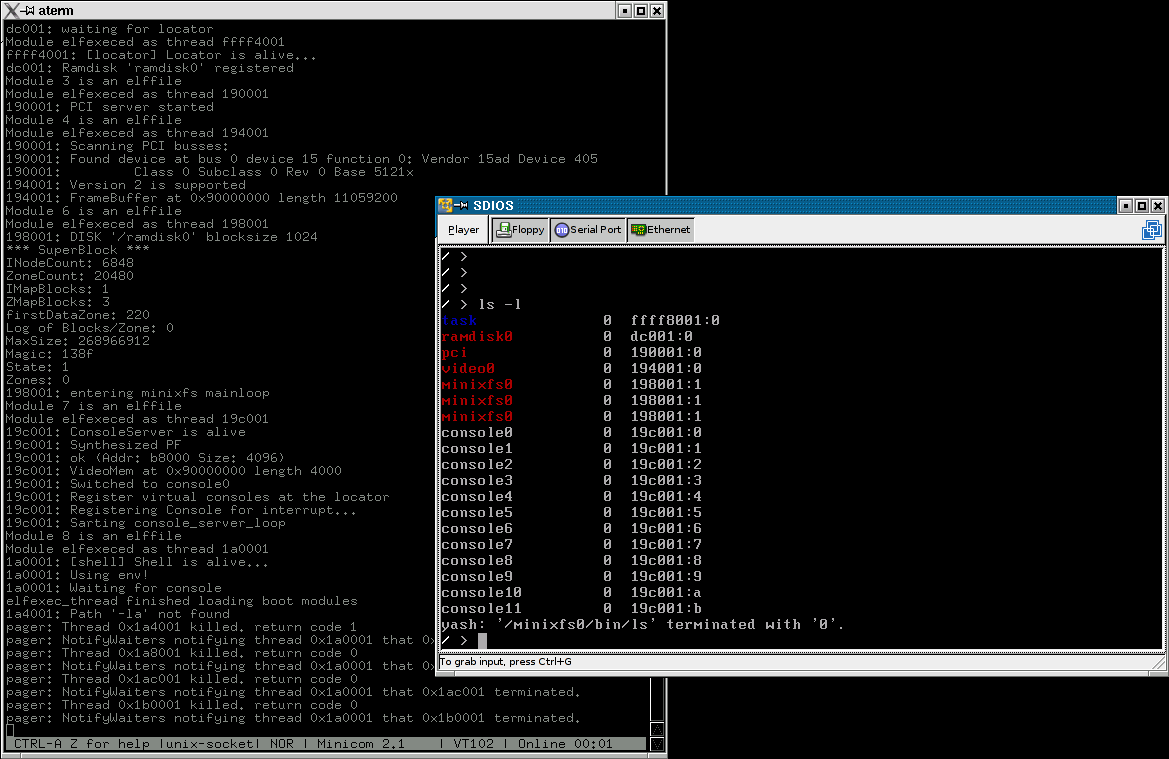 aterm
dc001: waiting for locator
Module elfexeced as thread ffff4001
ffff4001: [locator] Locator is alive...
dc001: Ramdisk 'ramdisk0' registered
Module 3 is an elffile
Module elfexeced as thread 190001
190001: PCI server started
Module 4 is an elffile
Module elfexeced as thread 194001
190001: Scanning PCI busses:
190001: Found device at bus 0 device 15 function 0: Vendor 15ad Device 405
190001: Class 0 Subclass 0 Rev 0 Base 5121x
194001: Version 2 is supported
194001: FrameBuffer at 0x90000000 length 11059200
Module 6 is an elffile
Module elfexeced as thread 198001
198001: DISK '/ramdisk0' blocksize 1024
*** SuperBlock ***
INodeCount: 6848
ZoneCount: 20480
IMapBlocks: 1
ZMapBlocks: 3
firstDataZone: 220
Log of Blocks/Zone: 0
MaxSize: 268966912
Magic: 138f
State: 1
Zones: 0
198001: entering minixfs mainloop
Module 7 is an elffile
Module elfexeced as thread 19c001
19c001: ConsoleServer is alive
19c001: Synthesized PF
19c001: ok (Addr: b8000 Size: 4096)
19c001: VideoMem at 0x90000000 length 4000
19c001: Switched to console0
19c001: Register virtual consoles at the locator
19c001: Registering Console for interrupt...
19c001: Sarting console_server_loop
Module 8 is an elffile
Module elfexeced as thread 1a0001
1a0001: [shell] Shell is alive...
1a0001: Using env!
1a0001: Waiting for console
elfexec_thread finished loading boot modules
1a4001: Path '-la' not found
pager: Thread 0x1a4001 killed. return code 1
pager: NotifyWaiters notifying thread 0x1a0001 that 0x
pager: Thread 0x1a8001 killed. return code 0
pager: NotifyWaiters notifying thread 0x1a0001 that 0x
pager: Thread 0x1ac001 killed. return code 0
pager: NotifyWaiters notifying thread 0x1a0001 that 0x1ac001 terminated.
pager: Thread 0x1b0001 killed. return code 0
pager: NotifyWaiters notifying thread 0x1a0001 that 0x1b0001 terminated.
CTRL-A Z for help |unix-socket| NOR | Minicom 2.1 | VT102 | Online 00:01
SDIOS
Player Floppy Serial Port Ethernet
/ >
/ >
/ >
/ > ls -l
task 0 ffff8001:0
ramdisk0 0 dc001:0
pci 0 190001:0
video0 0 194001:0
minixfs0 0 198001:1
minixfs0 0 198001:1
minixfs0 0 198001:1
console0 0 19c001:0
console1 0 19c001:1
console2 0 19c001:2
console3 0 19c001:3
console4 0 19c001:4
console5 0 19c001:5
console6 0 19c001:6
console7 0 19c001:7
console8 0 19c001:8
console9 0 19c001:9
console10 0 19c001:a
console11 0 19c001:b
yash: '/minixfs0/bin/ls' terminated with '0'.
/ >
To grab input, press Ctrl+G